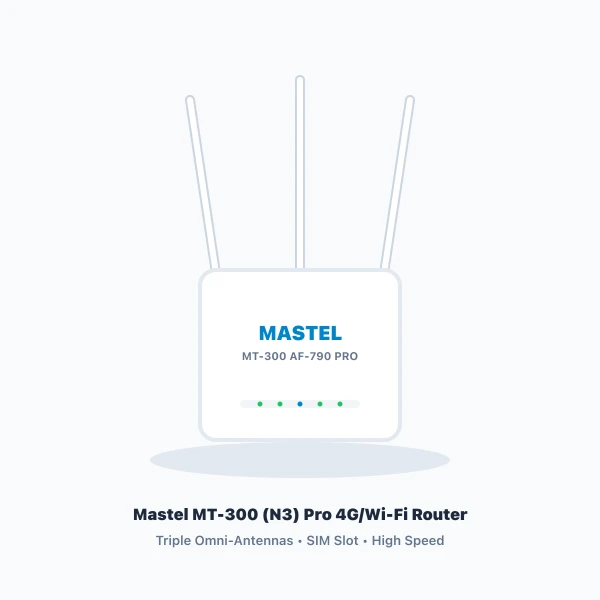 MASTEL
MT-300 AF-790 PRO
Mastel MT-300 (N3) Pro 4G/Wi-Fi Router
Triple Omni-Antennas • SIM Slot • High Speed